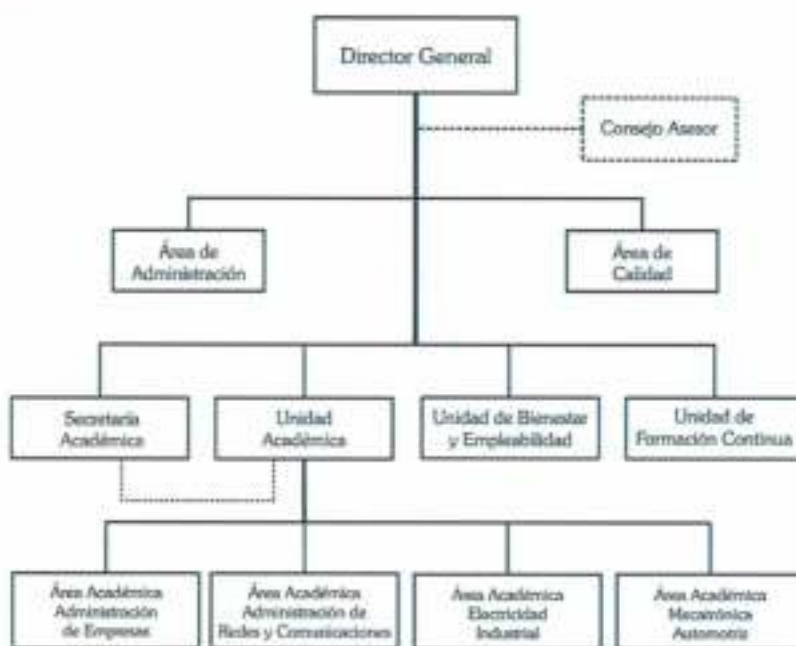 Director General
Consejo Asesor
Área de
Administración
Área de
Calidad
Secretaría
Académica
Unidad
Académica
Unidad de Bienestar
y Empleabilidad
Unidad de
Formación Continua
Área Académica
Administración
de Empresas
Área Académica
Administración de
Redes y Comunicaciones
Área Académica
Electricidad
Industrial
Área Académica
Mecatrónica
Automotriz